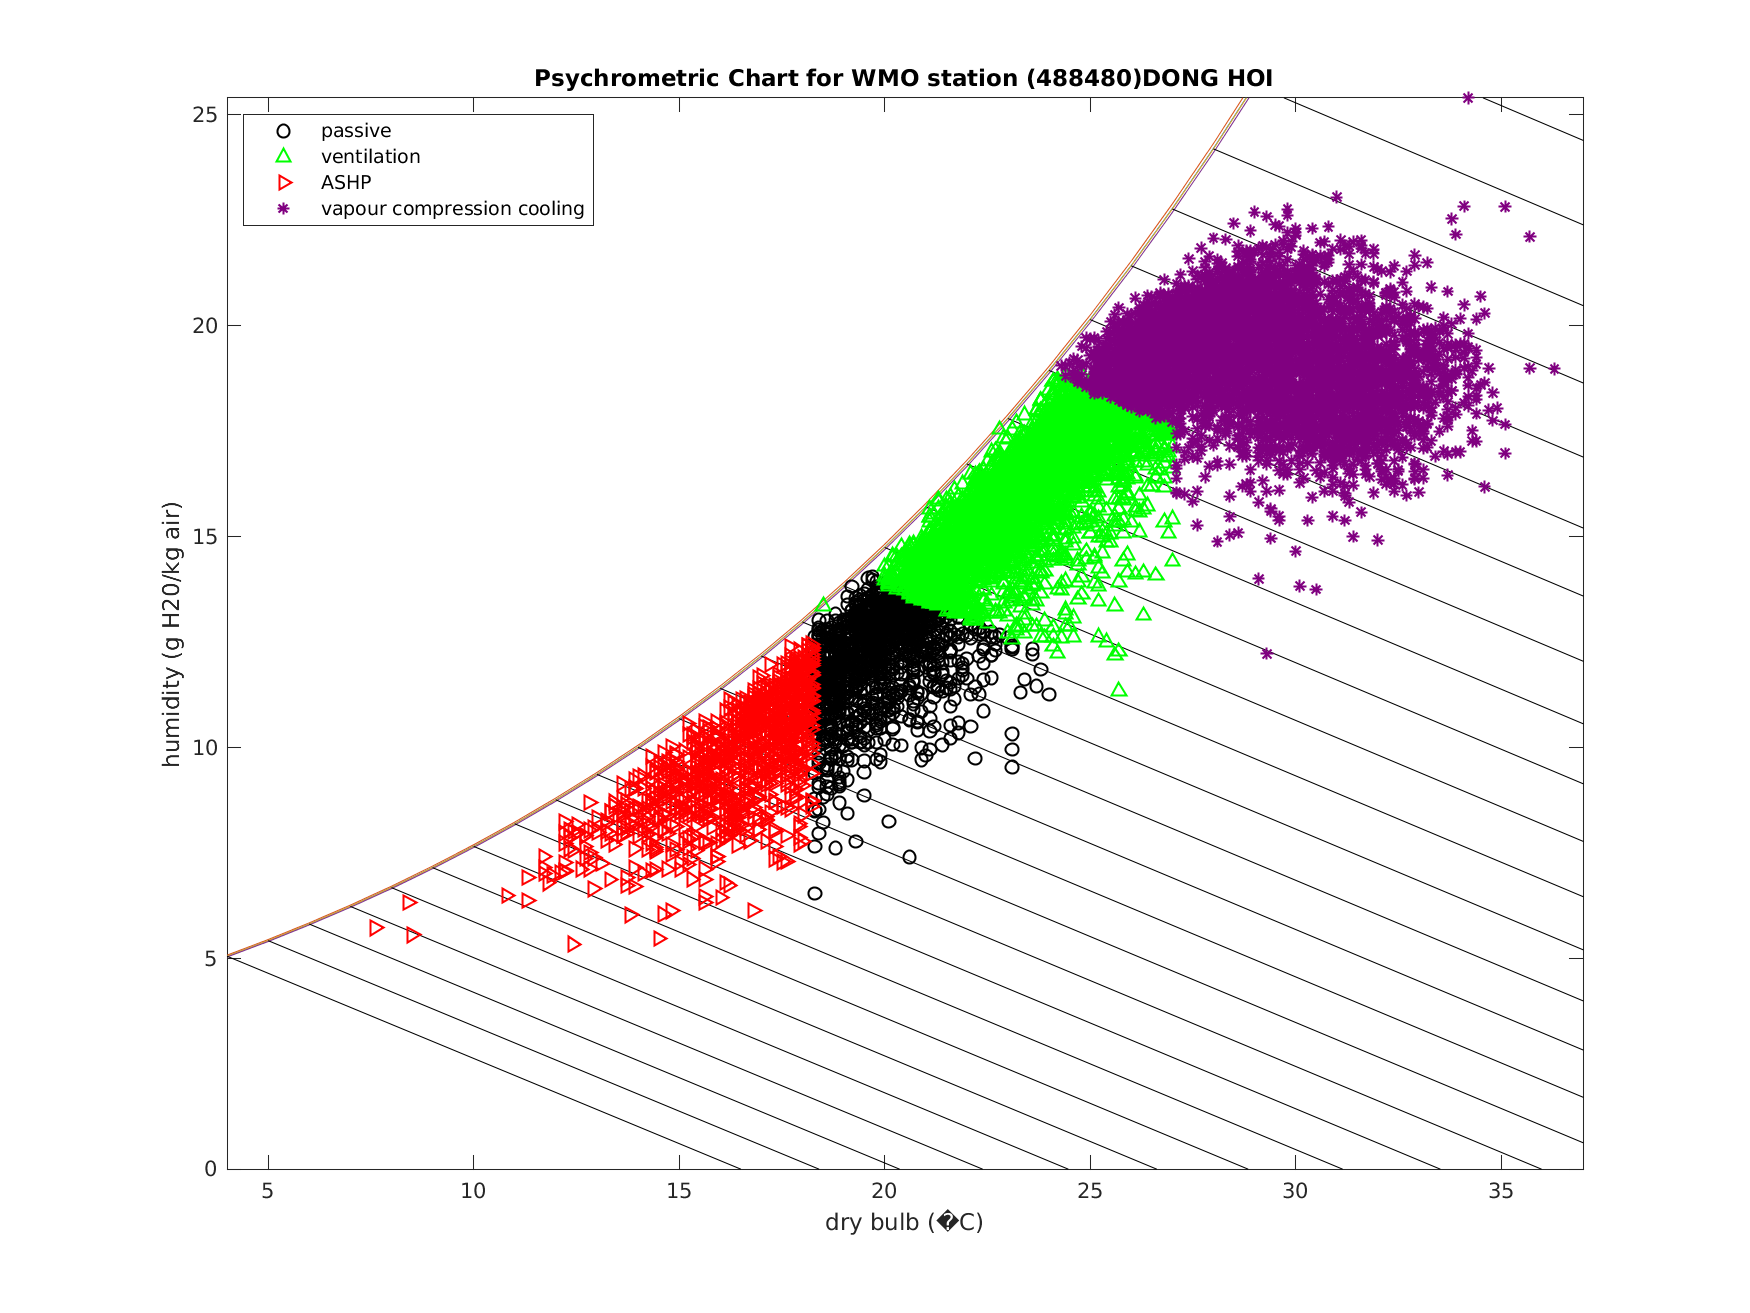 Psychrometric Chart for WMO station (488480)DONG HOI
passive
ventilation
ASHP
vapour compression cooling
humidity (g H20/kg air)
25
20
15
10
5
0
5 10 15 20 25 30 35
dry bulb (�C)